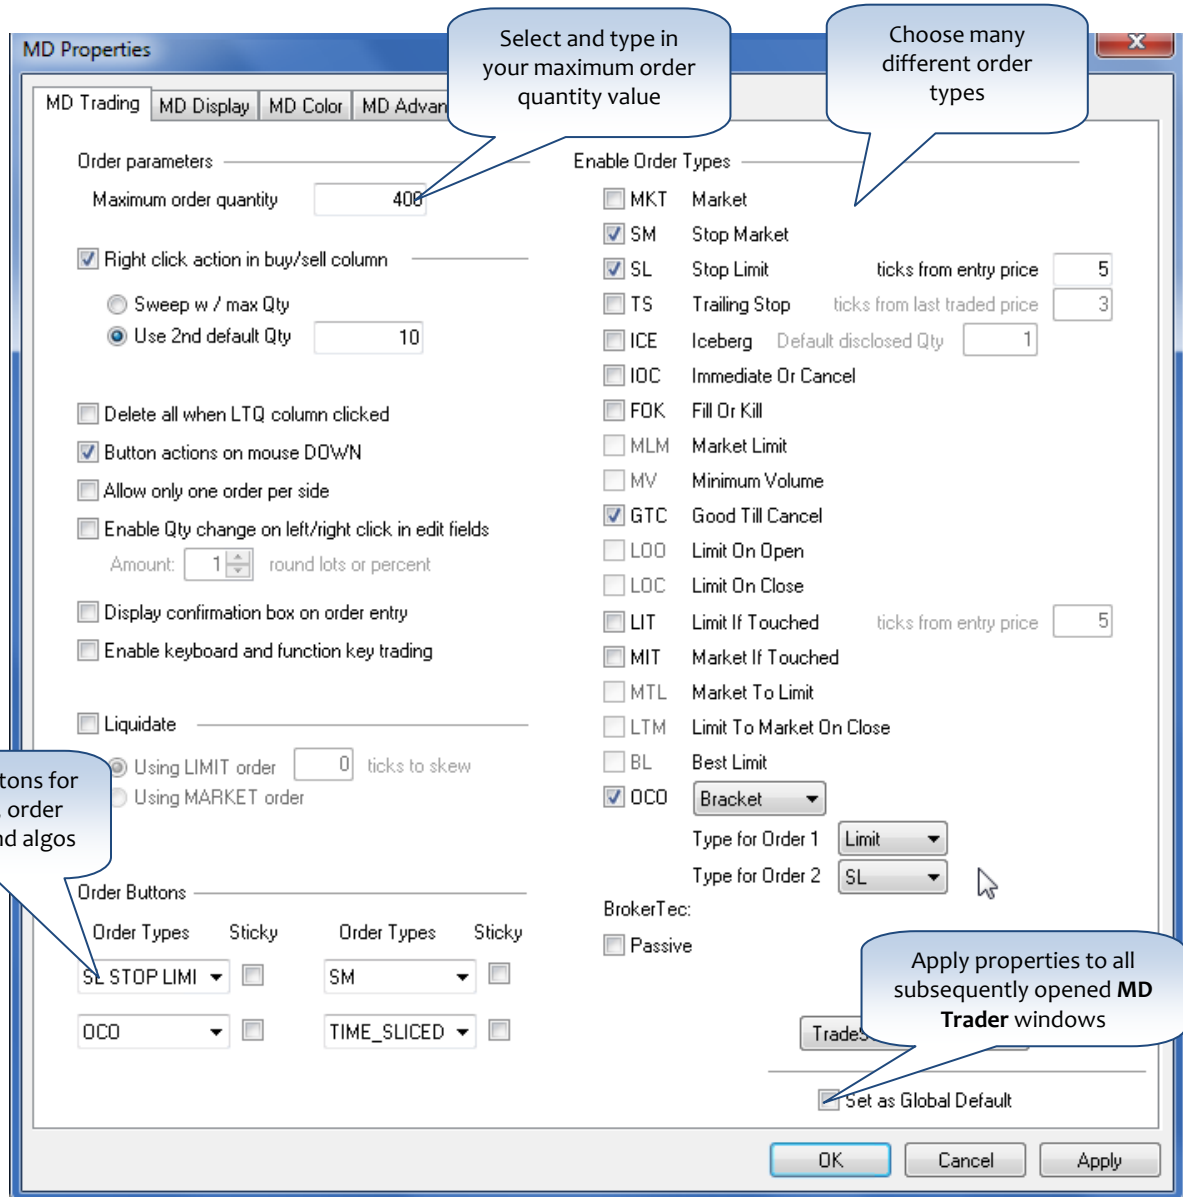 Select and type in
your maximum order
quantity value
Choose many
different order
types
MD Properties
MD Trading MD Display MD Color MD Advan
Order parameters
Maximum order quantity 400
Right click action in buy/sell column
Sweep w / max Qty
Use 2nd default Qty 10
Delete all when LTQ column clicked
Button actions on mouse DOWN
Allow only one order per side
Enable Qty change on left/right click in edit fields
Amount: 1 round lots or percent
Display confirmation box on order entry
Enable keyboard and function key trading
Liquidate
Using LIMIT order 0 ticks to skew
Using MARKET order
tons for
order
nd algos
Order Buttons
Order Types Sticky Order Types Sticky
SL STOP LIMI SM
OCO TIME_SLICED
Enable Order Types
MKT Market
SM Stop Market
SL Stop Limit ticks from entry price 5
TS Trailing Stop ticks from last traded price 3
ICE Iceberg Default disclosed Qty 1
IOC Immediate Or Cancel
FOK Fill Or Kill
MLM Market Limit
MV Minimum Volume
GTC Good Till Cancel
LOO Limit On Open
LOC Limit On Close
LIT Limit If Touched ticks from entry price 5
MIT Market If Touched
MTL Market To Limit
LTM Limit To Market On Close
BL Best Limit
OCO Bracket
Type for Order 1 Limit
Type for Order 2 SL
BrokerTec:
Passive
Apply properties to all
subsequently opened MD
Trader windows
Set as Global Default
OK Cancel Apply